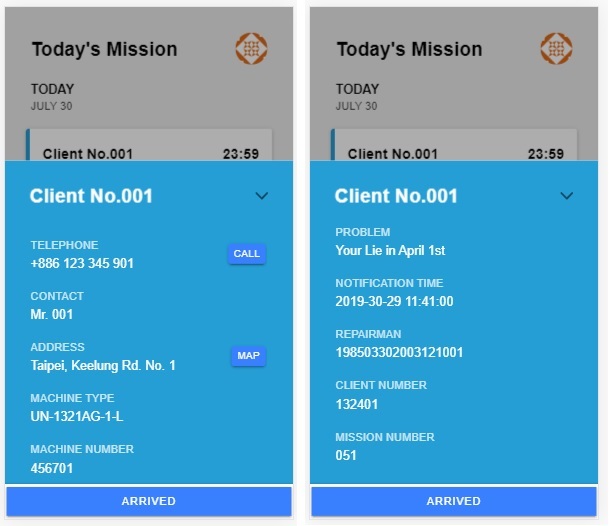 Today's Mission
TODAY
JULY 30
Client No.001 23:59
Client No.001
TELEPHONE
+886 123 345 901
CALL
CONTACT
Mr. 001
ADDRESS
Taipei, Keelung Rd. No. 1
MAP
MACHINE TYPE
UN-1321AG-1-L
MACHINE NUMBER
456701
ARRIVED
Today's Mission
TODAY
JULY 30
Client No.001 23:59
Client No.001
PROBLEM
Your Lie in April 1st
NOTIFICATION TIME
2019-30-29 11:41:00
REPAIRMAN
198503302003121001
CLIENT NUMBER
132401
MISSION NUMBER
051
ARRIVED